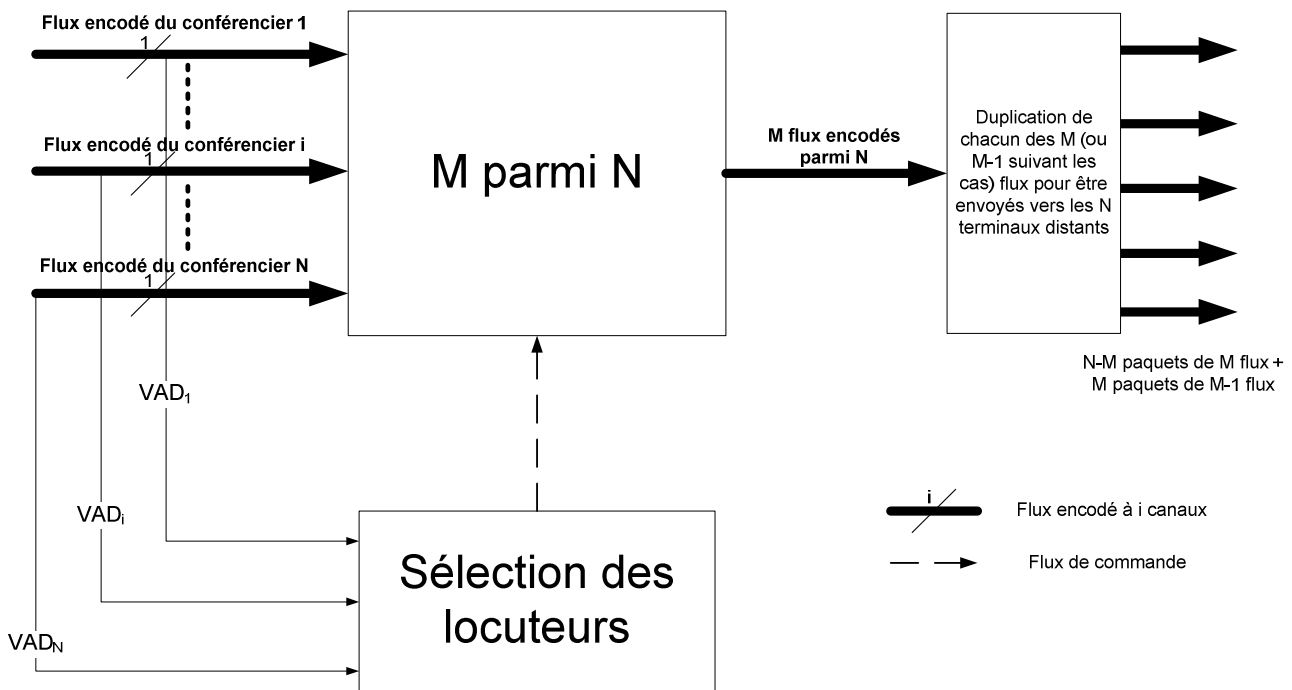 Flux encodé du conférencier 1
1
Flux encodé du conférencier i
1
Flux encodé du conférencier N
1
M parmi N
M flux encodés
parmi N
Duplication de
chacun des M (ou
M-1 suivant les
cas) flux pour être
envoyés vers les N
terminaux distants
N-M paquets de M flux +
M paquets de M-1 flux
VAD1
VADi
VADN
Sélection des
locuteurs
i
Flux encodé à i canaux
Flux de commande